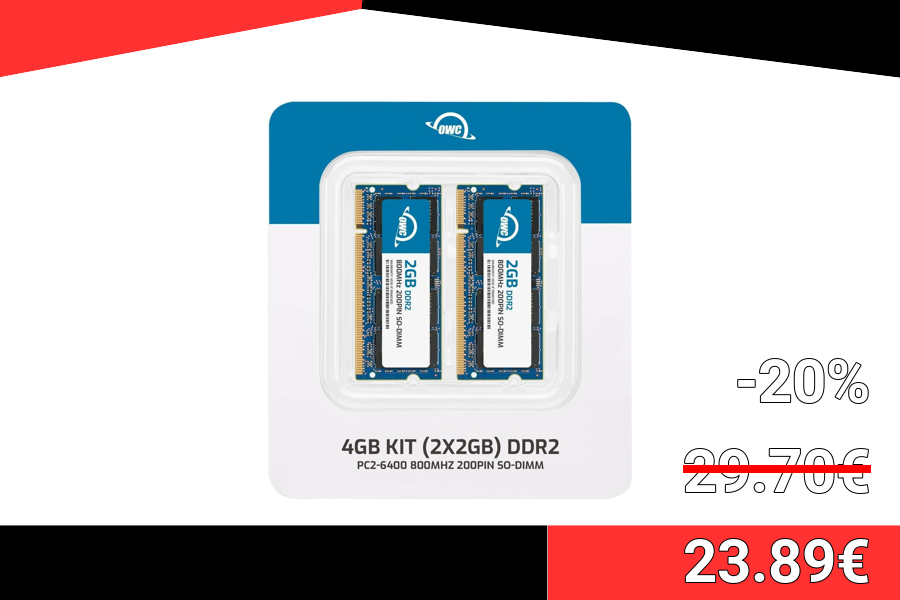 OWC
OWC
2GB DDR2
800MHz 200PIN SO-DIMM
OWC
2GB DDR2
800MHz 200PIN SO-DIMM
4GB KIT (2X2GB) DDR2
PC2-6400 800MHZ 200PIN SO-DIMM
-20%
29.70€
23.89€